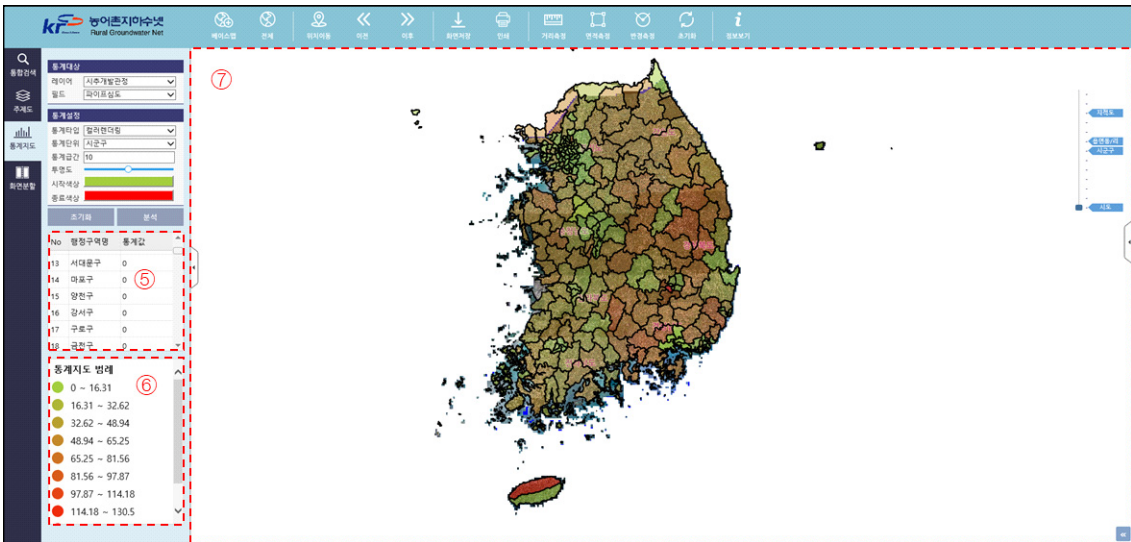 농어촌지하수넷
Rural Groundwater Net
베이스맵 전체 위치이동 이전 이후 화면저장 인쇄 거리측정 면적측정 반경측정 초기화 정보보기
통합검색
주제도
통계지도
화면분할
통계대상
레이어 시추개발관정
필드 파이프심도
통계설정
통계타입 컬러렌더링
통계단위 시군구
통계급간 10
투명도
시작색상
종료색상
초기화 분석
No 행정구역명 통계값
13 서대문구 0
14 마포구 0
15 양천구 0
16 강서구 0
17 구로구 0
18 금천구 0
⑤
통계지도 범례
⑥
0 ~ 16.31
16.31 ~ 32.62
32.62 ~ 48.94
48.94 ~ 65.25
65.25 ~ 81.56
81.56 ~ 97.87
97.87 ~ 114.18
114.18 ~ 130.5
⑦
지적도
읍면동/리
시군구
시도